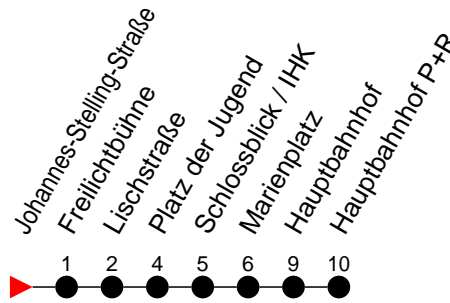 Johannes-Stelling-Straße
Freilichtbühne
Lischstraße
Platz der Jugend
Schlossblick / IHK
Marienplatz
Hauptbahnhof
Hauptbahnhof P+R
1 2 4 5 6 9 10